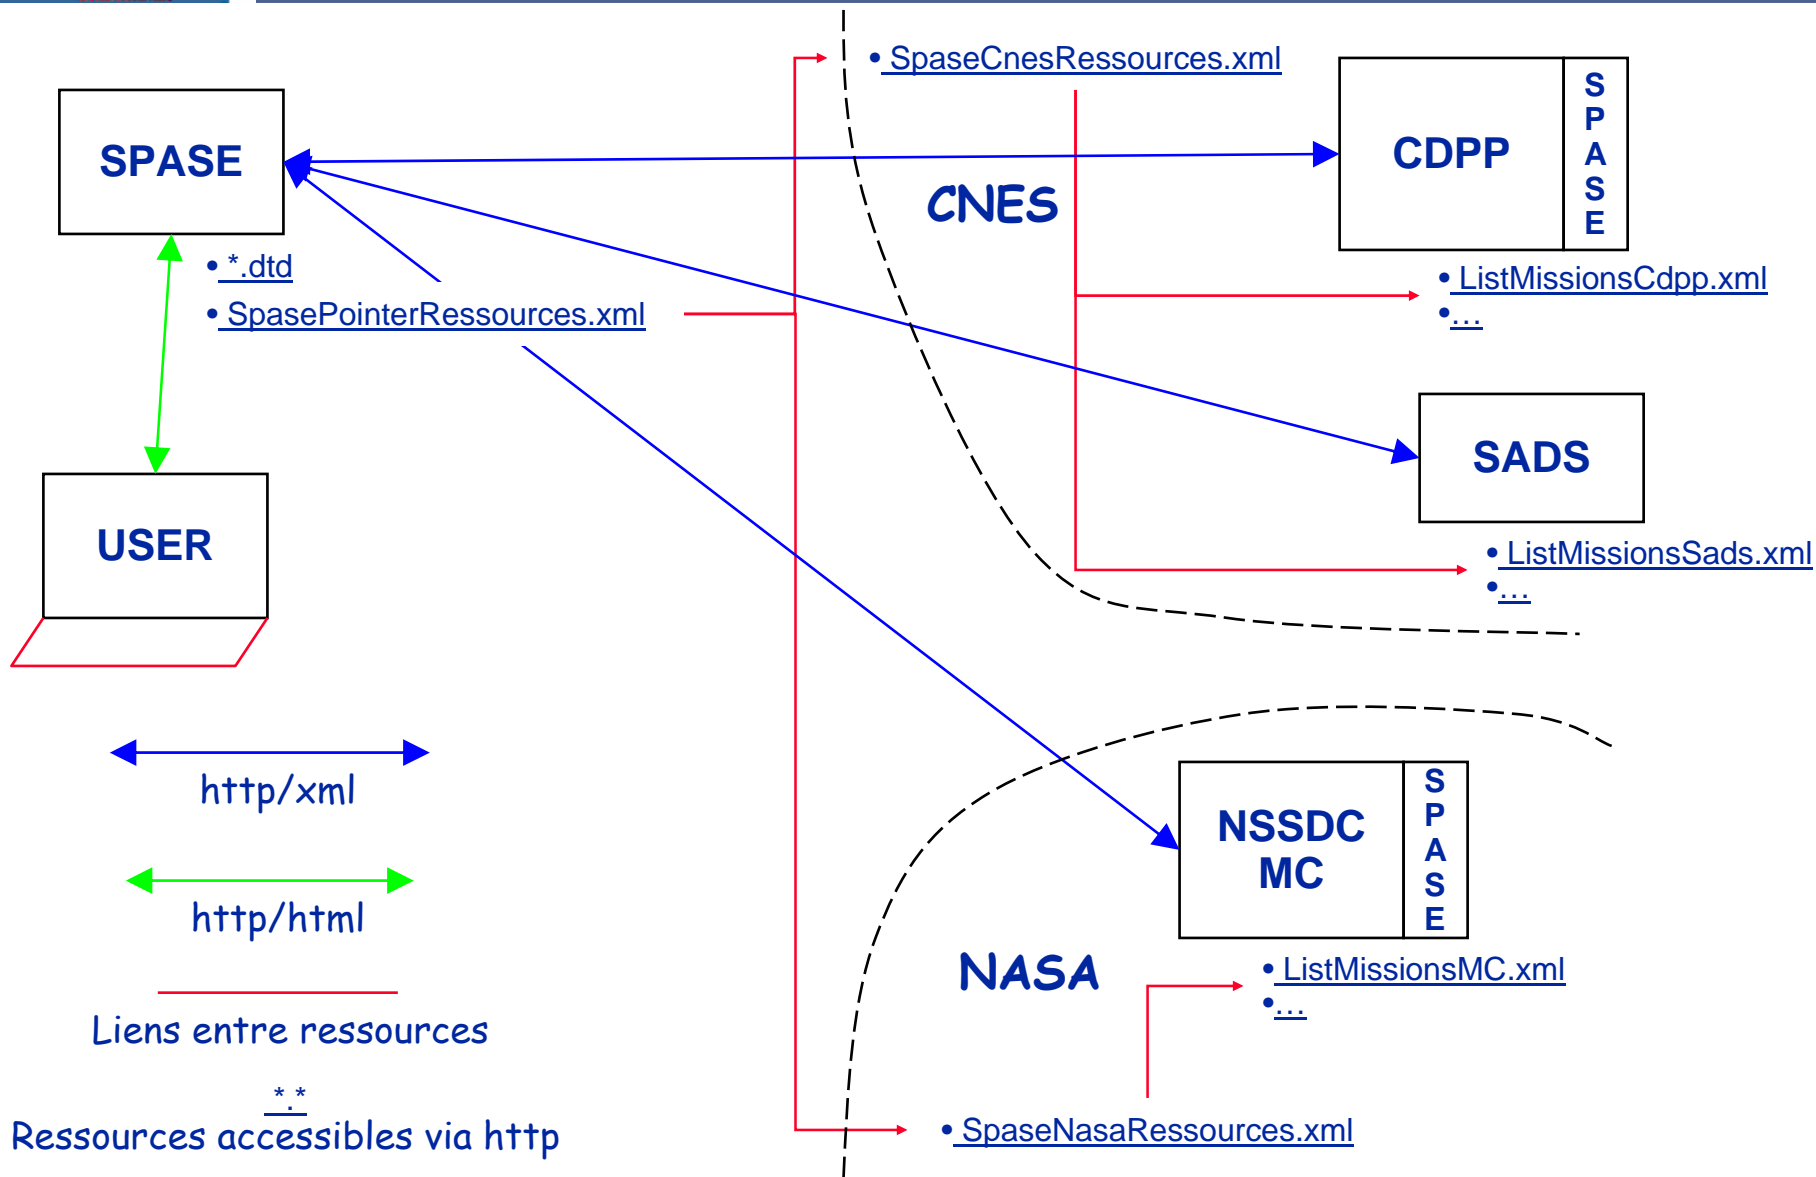 • SpaseCnesRessources.xml
SPASE
CDPP
S
P
A
S
E
CNES
• *.dtd
• SpasePointerRessources.xml
• ListMissionsCdpp.xml
•...
SADS
USER
• ListMissionsSads.xml
•...
http/xml
NSSDC
MC
S
P
A
S
E
http/html
NASA
• ListMissionsMC.xml
•...
Liens entre ressources
*.*
Ressources accessibles via http
• SpaseNasaRessources.xml